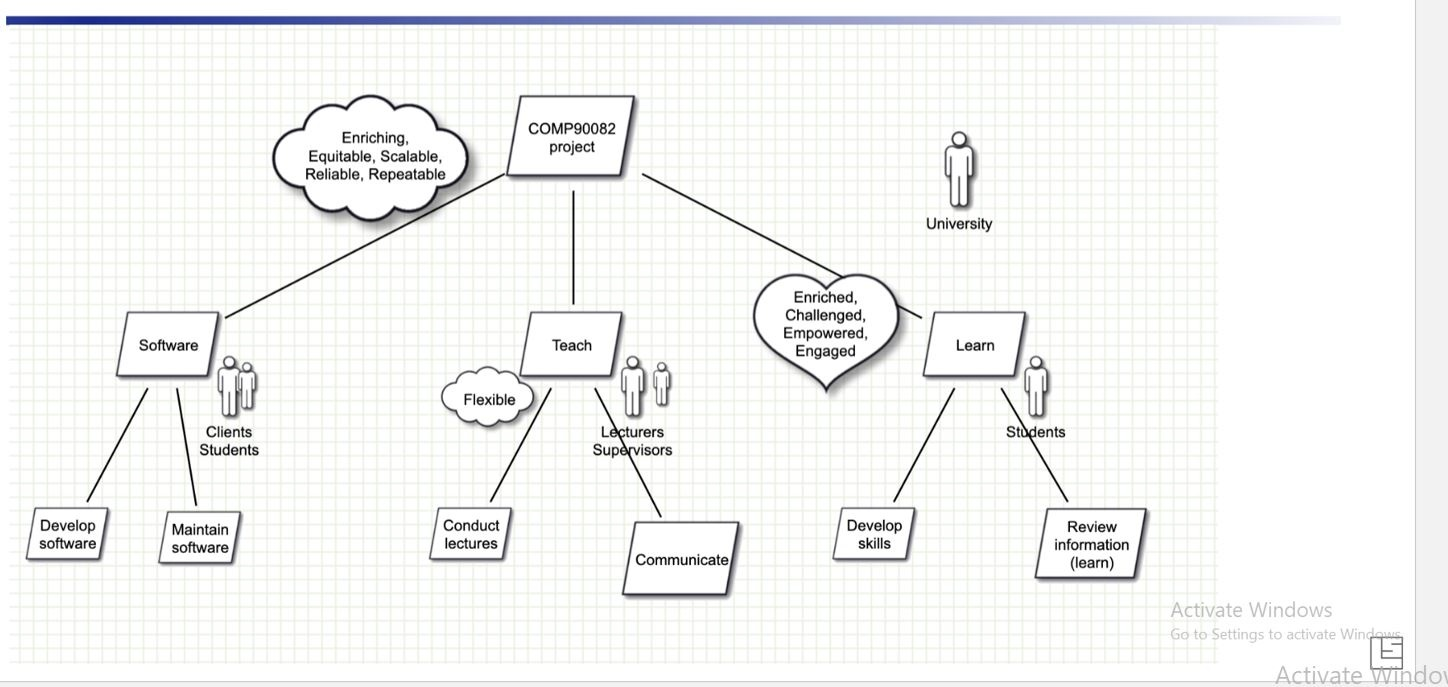 Enriching,
Equitable, Scalable,
Reliable, Repeatable
COMP90082
project
University
Enriched,
Challenged,
Empowered,
Engaged
Software
Clients
Students
Teach
Flexible
Lecturers
Supervisors
Learn
Students
Develop
software
Maintain
software
Conduct
lectures
Communicate
Develop
skills
Review
information
(learn)
Activate Windows
Go to Settings to activate Windows.
Activate Windo